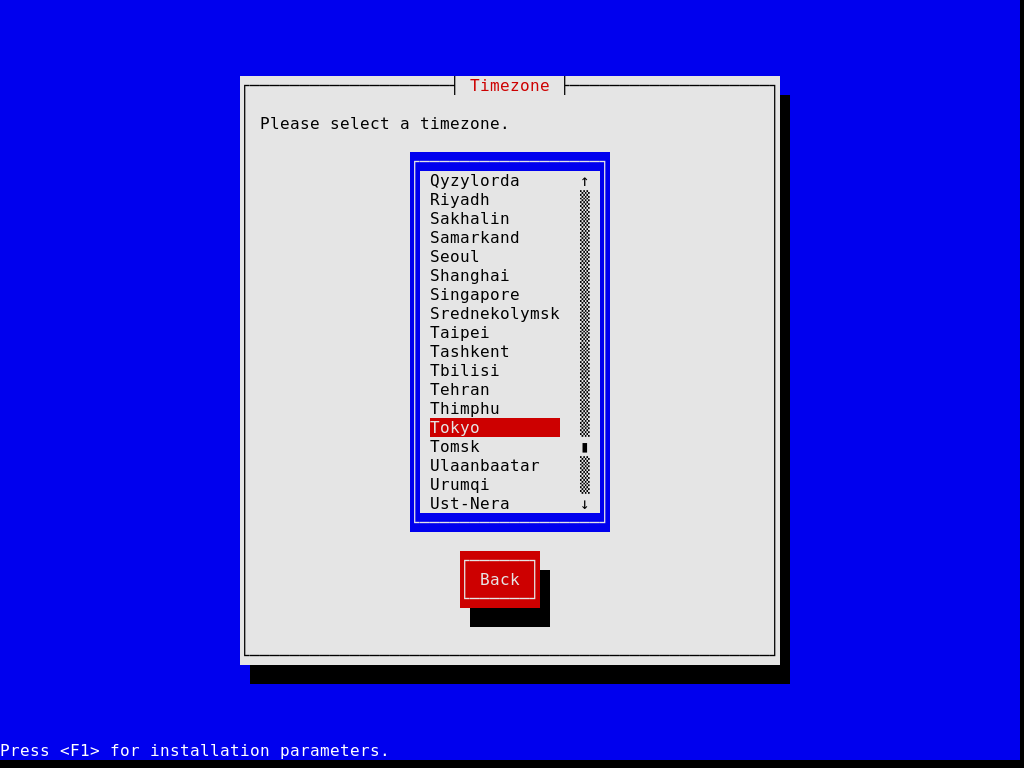 Timezone
Please select a timezone.
Qyzylorda ↑
Riyadh
Sakhalin
Samarkand
Seoul
Shanghai
Singapore
Srednekolymsk
Taipei
Tashkent
Tbilisi
Tehran
Thimphu
Tokyo
Tomsk
Ulaanbaatar
Urumqi
Ust-Nera ↓
Back
Press <F1> for installation parameters.